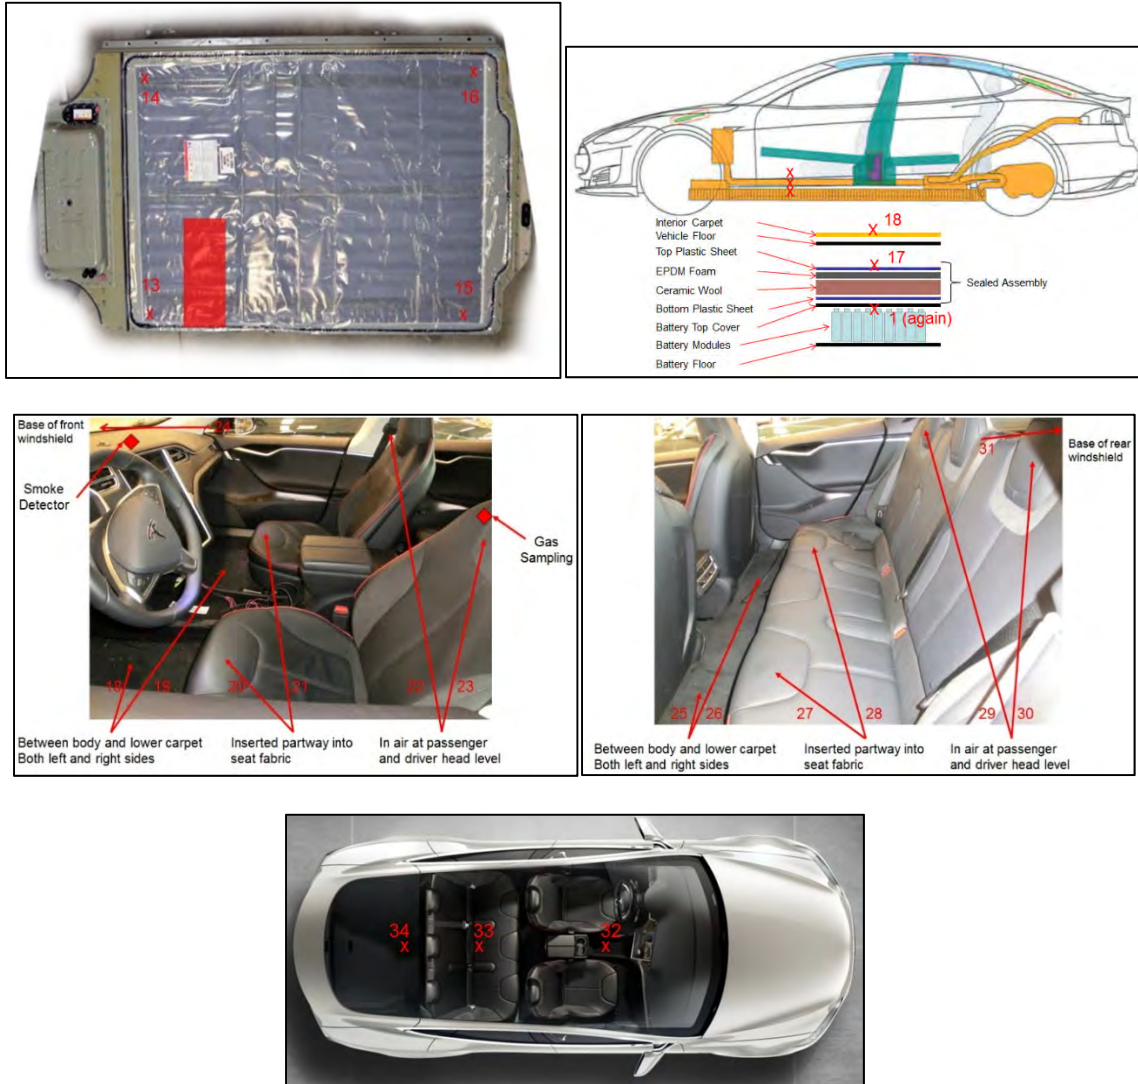 14
16
13
15
Interior Carpet
Vehicle Floor
Top Plastic Sheet
EPDM Foam
Ceramic Wool
Bottom Plastic Sheet
Battery Top Cover
Battery Modules
Battery Floor
X 18
X 17
X
1 (again)
Sealed Assembly
Base of front
windshield
24
Smoke
Detector
Gas
Sampling
18 19 20 21 22 23
Between body and lower carpet
Both left and right sides
Inserted partway into
seat fabric
In air at passenger
and driver head level
31
Base of rear
windshield
25 26 27 28 29 30
Between body and lower carpet
Both left and right sides
Inserted partway into
seat fabric
In air at passenger
and driver head level
34 33 32
X X X